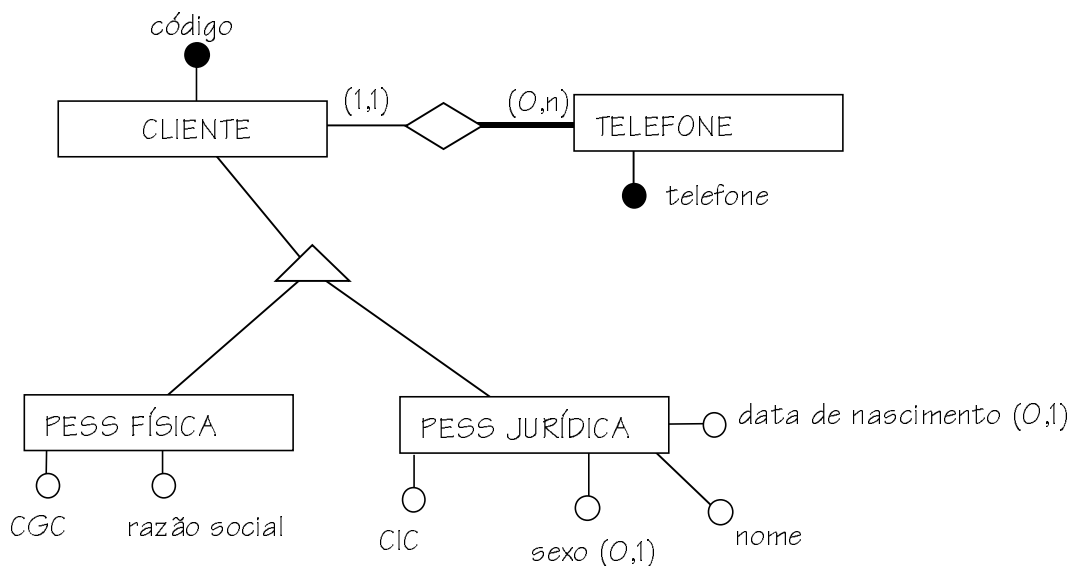 código
(1,1)
(0,n)
CLIENTE
TELEFONE
telefone
PESS FÍSICA
PESS JURÍDICA
data de nascimento (0,1)
CGC
razão social
CIC
sexo (0,1)
nome